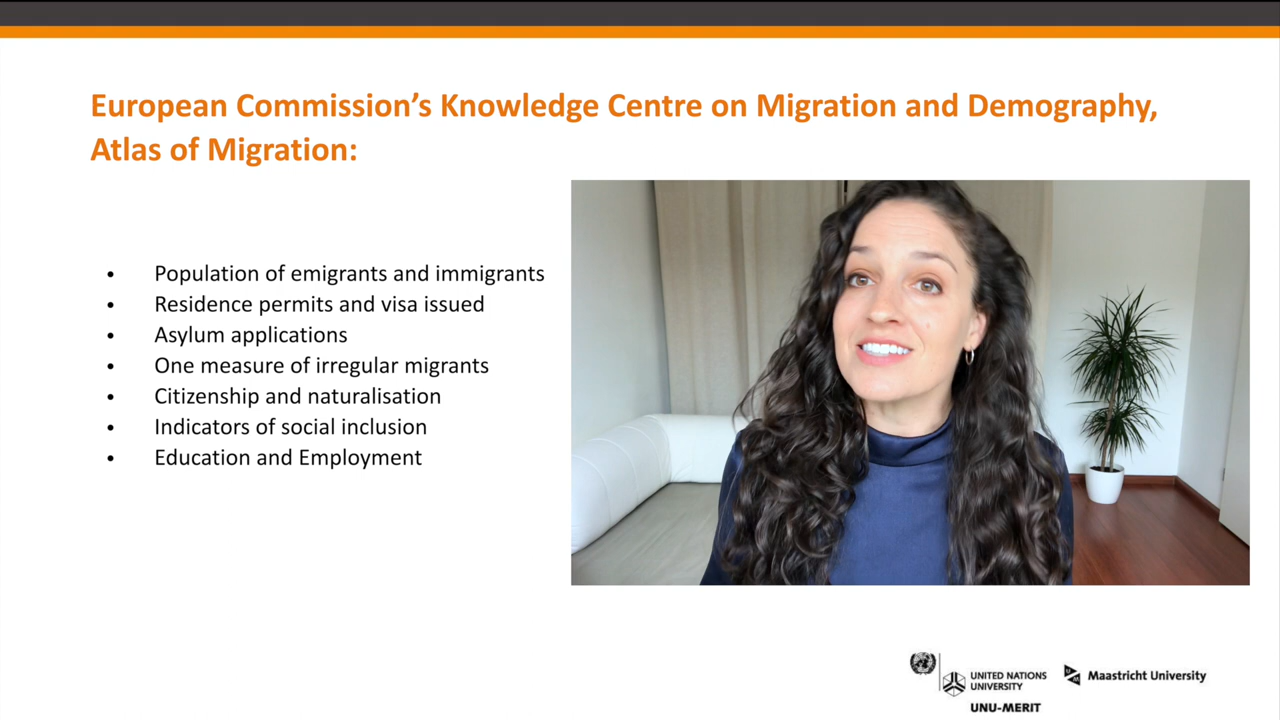 European Commission’s Knowledge Centre on Migration and Demography,
Atlas of Migration:
• Population of emigrants and immigrants
• Residence permits and visa issued
• Asylum applications
• One measure of irregular migrants
• Citizenship and naturalisation
• Indicators of social inclusion
• Education and Employment
UNITED NATIONS
UNIVERSITY
UNU-MERIT
Maastricht University